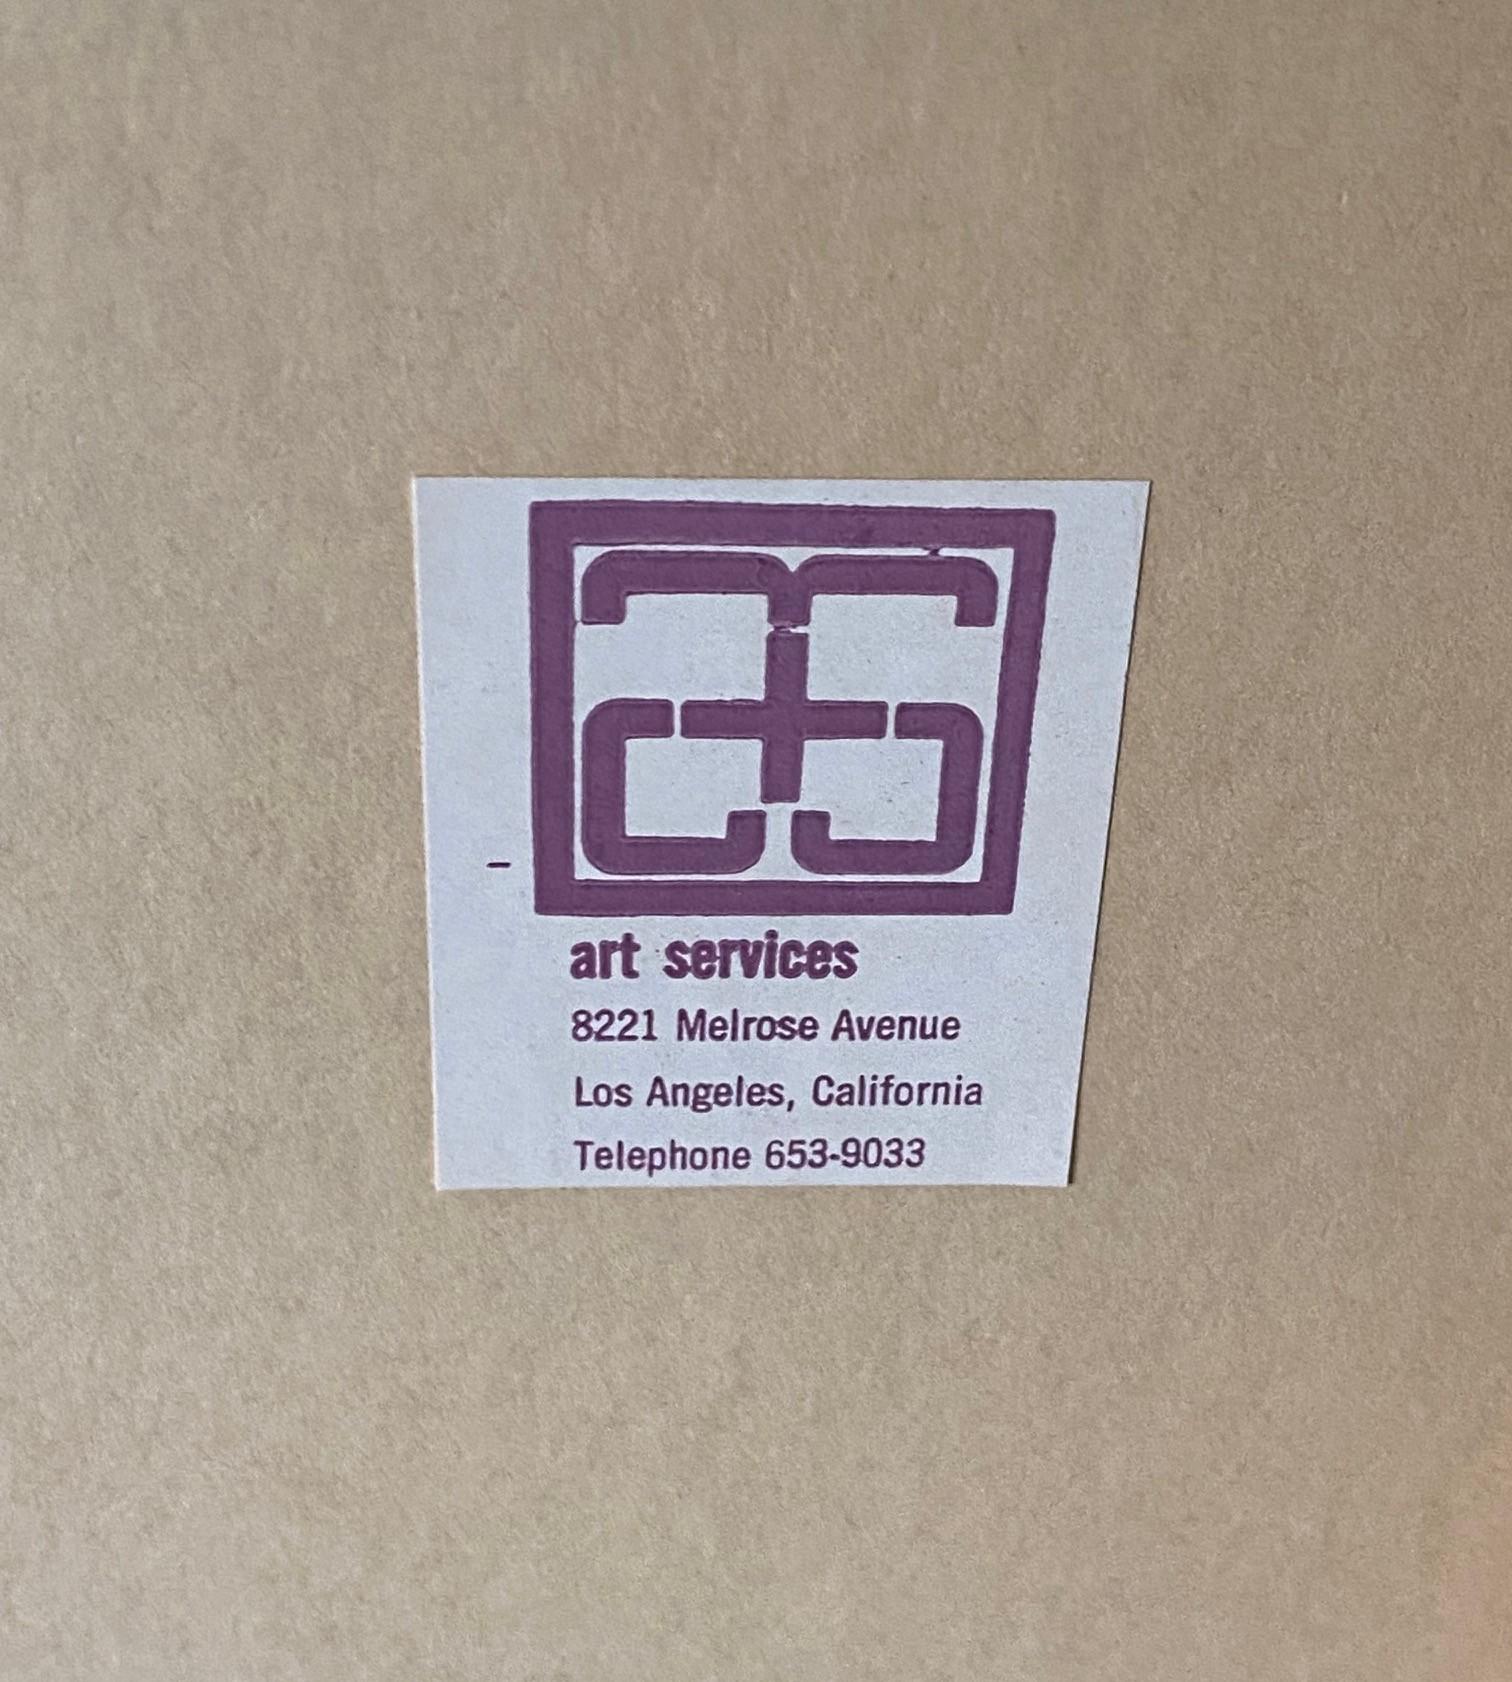 art services
8221 Melrose Avenue
Los Angeles, California
Telephone 653-9033